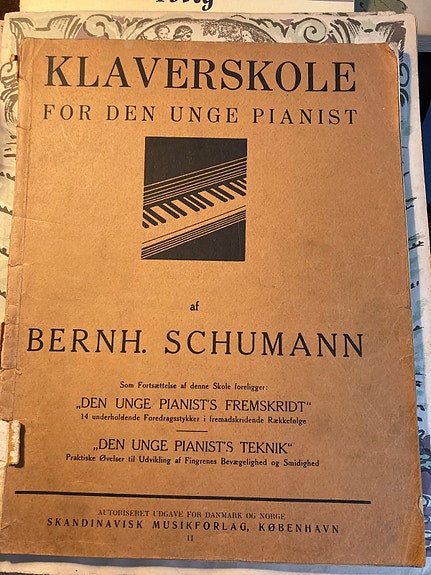 KLAVERSKOLE
FOR DEN UNGE PIANIST
af
BERNH. SCHUMANN
Som Fortsættelse af denne Skole foreligger:
„DEN UNGE PIANIST'S FREMSKRIDT“
14 underholdende Foredragsstykker i fremadskridende Rækkefølge
„DEN UNGE PIANIST'S TEKNIK“
Praktiske Øvelser til Udvikling af Fingrenes Bevægelighed og Smidighed
AUTORISERET UDGAVE FOR DANMARK OG NORGE
SKANDINAVISK MUSIKFORLAG, KØBENHAVN
11